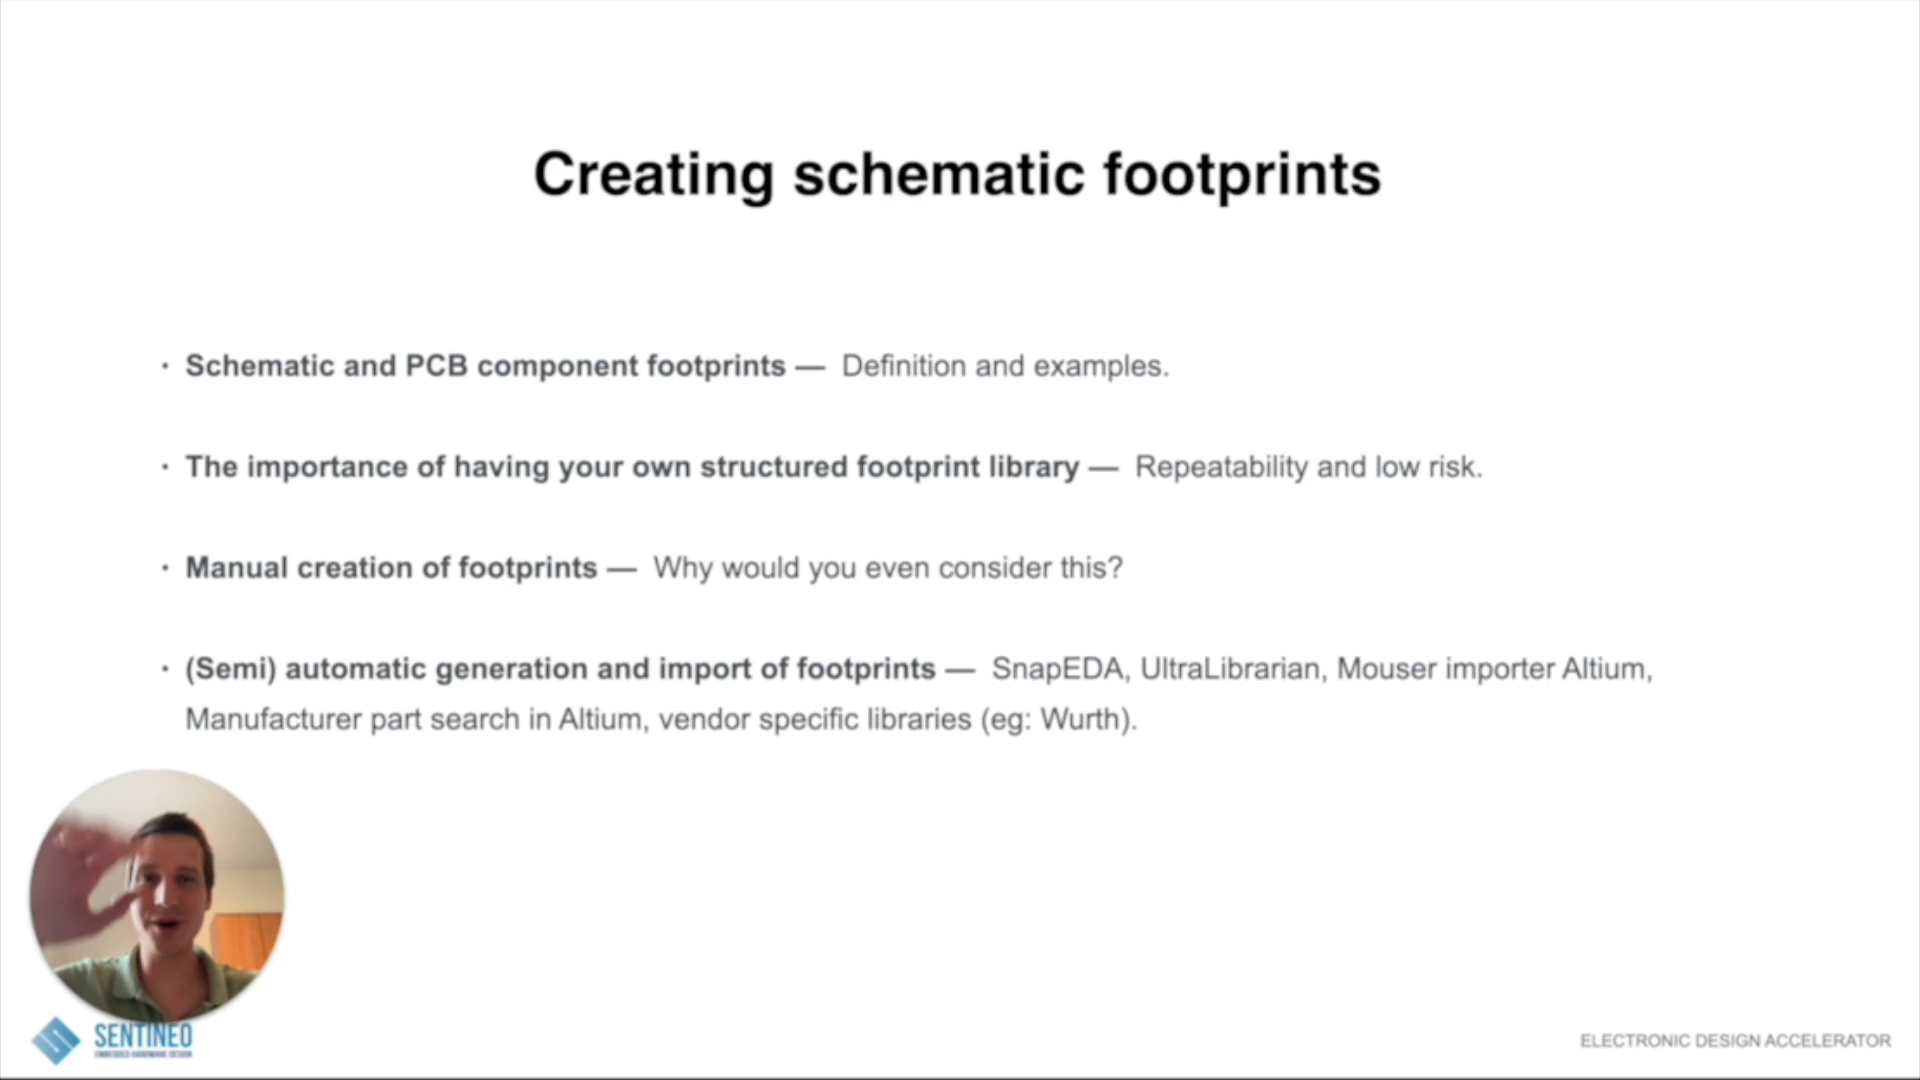 Creating schematic footprints
· Schematic and PCB component footprints — Definition and examples.
· The importance of having your own structured footprint library — Repeatability and low risk.
· Manual creation of footprints — Why would you even consider this?
· (Semi) automatic generation and import of footprints — SnapEDA, UltraLibrarian, Mouser importer Altium,
Manufacturer part search in Altium, vendor specific libraries (eg: Wurth).
SENTINEO
EMBEDDED HARDWARE DESIGN
ELECTRONIC DESIGN ACCELERATOR